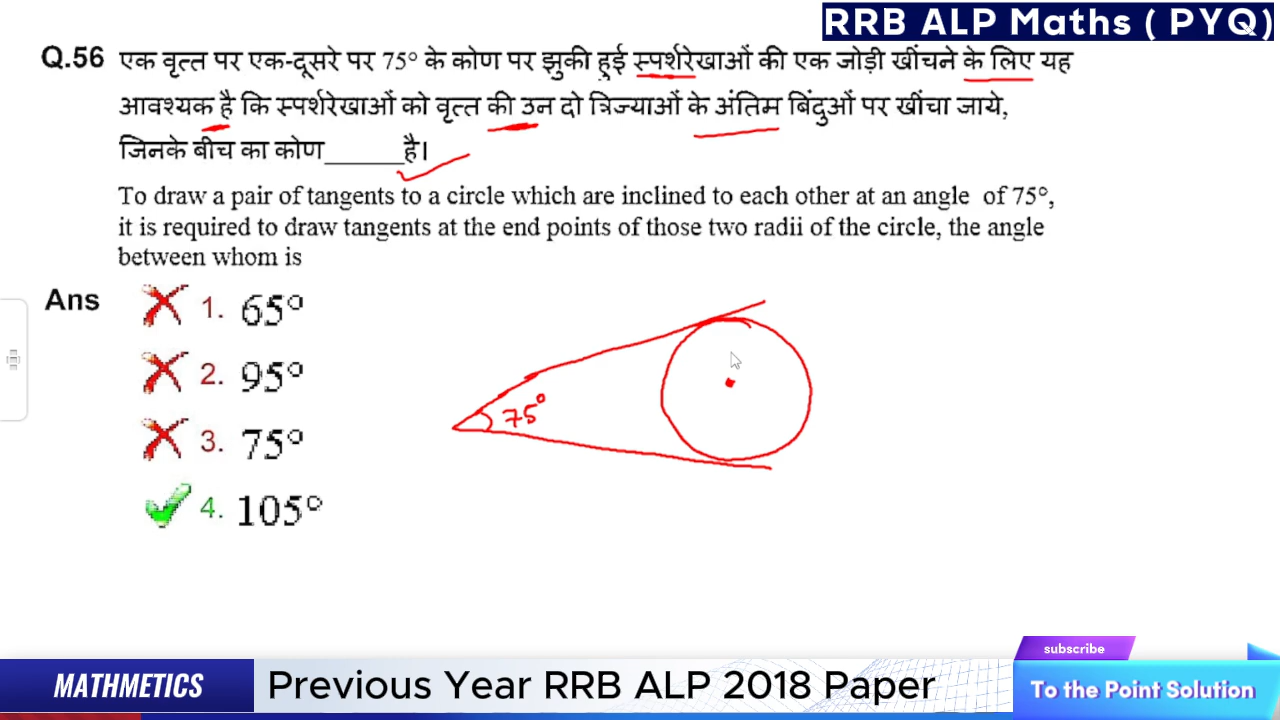 RRB ALP Maths ( PYQ)
Q.56 एक वृत्त पर एक-दूसरे पर 75° के कोण पर झुकी हुई स्पर्शरेखाओं की एक जोड़ी खींचने के लिए यह
आवश्यक है कि स्पर्शरेखाओं को वृत्त की उन दो त्रिज्याओं के अंतिम बिंदुओं पर खींचा जाये,
जिनके बीच का कोण______है।
To draw a pair of tangents to a circle which are inclined to each other at an angle of 75°,
it is required to draw tangents at the end points of those two radii of the circle, the angle
between whom is
Ans
1. 65°
2. 95°
3. 75°
4. 105°
75°
subscribe
MATHMETICS
Previous Year RRB ALP 2018 Paper
To the Point Solution